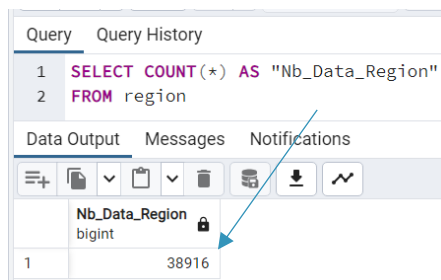 Query Query History
1 SELECT COUNT(*) AS "Nb_Data_Region"
2 FROM region
Data Output Messages Notifications
Nb_Data_Region
bigint
1 38916